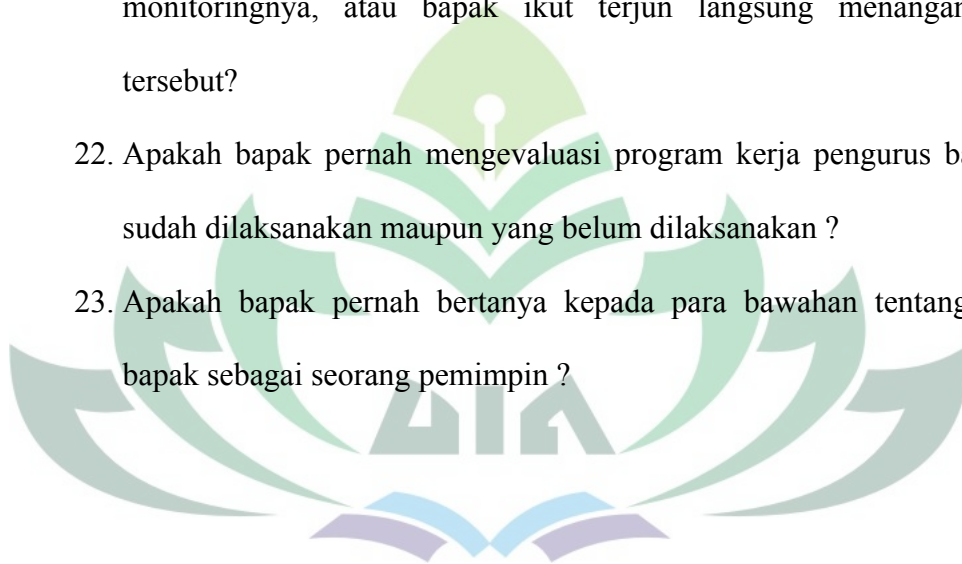 monitoringnya, atau bapak ikut terjun langsung
tersebut?
22. Apakah bapak pernah mengevaluasi program kerja pengurus
sudah dilaksanakan maupun yang belum dilaksanakan ?
23. Apakah bapak pernah bertanya kepada para bawahan tentang
bapak sebagai seorang pemimpin ?